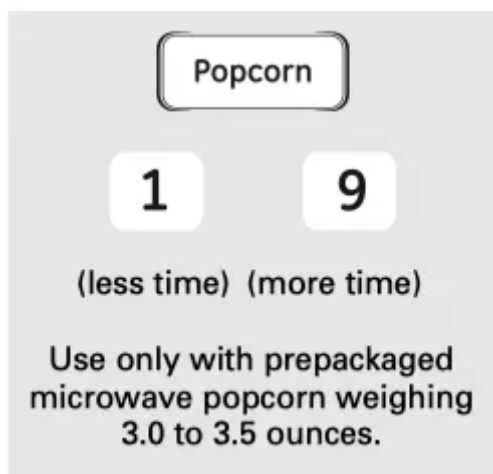 Popcorn
1 9
(less time) (more time)
Use only with prepackaged
microwave popcorn weighing
3.0 to 3.5 ounces.